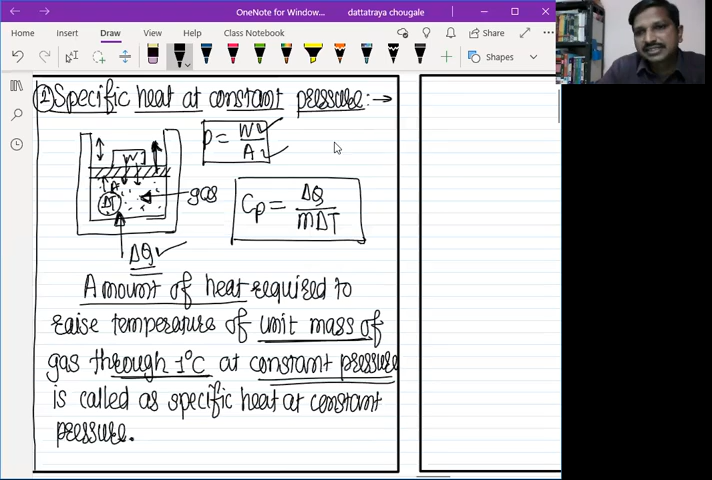 OneNote for Window...
dattatraya chougale
Home
Insert
Draw
View
Help
Class Notebook
Share
Shapes
2 Specific heat at constant pressure:→
P = W/A
W
A
ΔT
gas
Cp = ΔQ/mΔT
ΔQ
Amount of heat required to
raise temperature of unit mass of
gas through 1°C at constant pressure
is called as specific heat at constant
pressure.